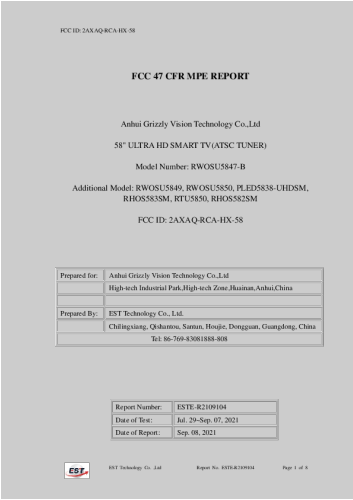 FCC ID: 2AXAQ-RCA-HX-58
FCC 47 CFR MPE REPORT
Anhui Grizzly Vision Technology Co.,Ltd
58" ULTRA HD SMART TV(ATSC TUNER)
Model Number: RWOSU5847-B
Additional Model: RWOSU5849, RWOSU5850, PLED5838-UHDSM,
RHOS583SM, RTU5850, RHOS582SM
FCC ID: 2AXAQ-RCA-HX-58
Prepared for: Anhui Grizzly Vision Technology Co.,Ltd
High-tech Industrial Park,High-tech Zone,Huainan,Anhui,China
Prepared By: EST Technology Co., Ltd.
Chilingxiang, Qishantou, Santun, Houjie, Dongguan, Guangdong, China
Tel: 86-769-83081888-808
Report Number: ESTE-R2109104
Date of Test: Jul. 29~Sep. 07, 2021
Date of Report: Sep. 08, 2021
EST EST Technology Co. ,Ltd Report No. ESTE-R2109104 Page 1 of 8